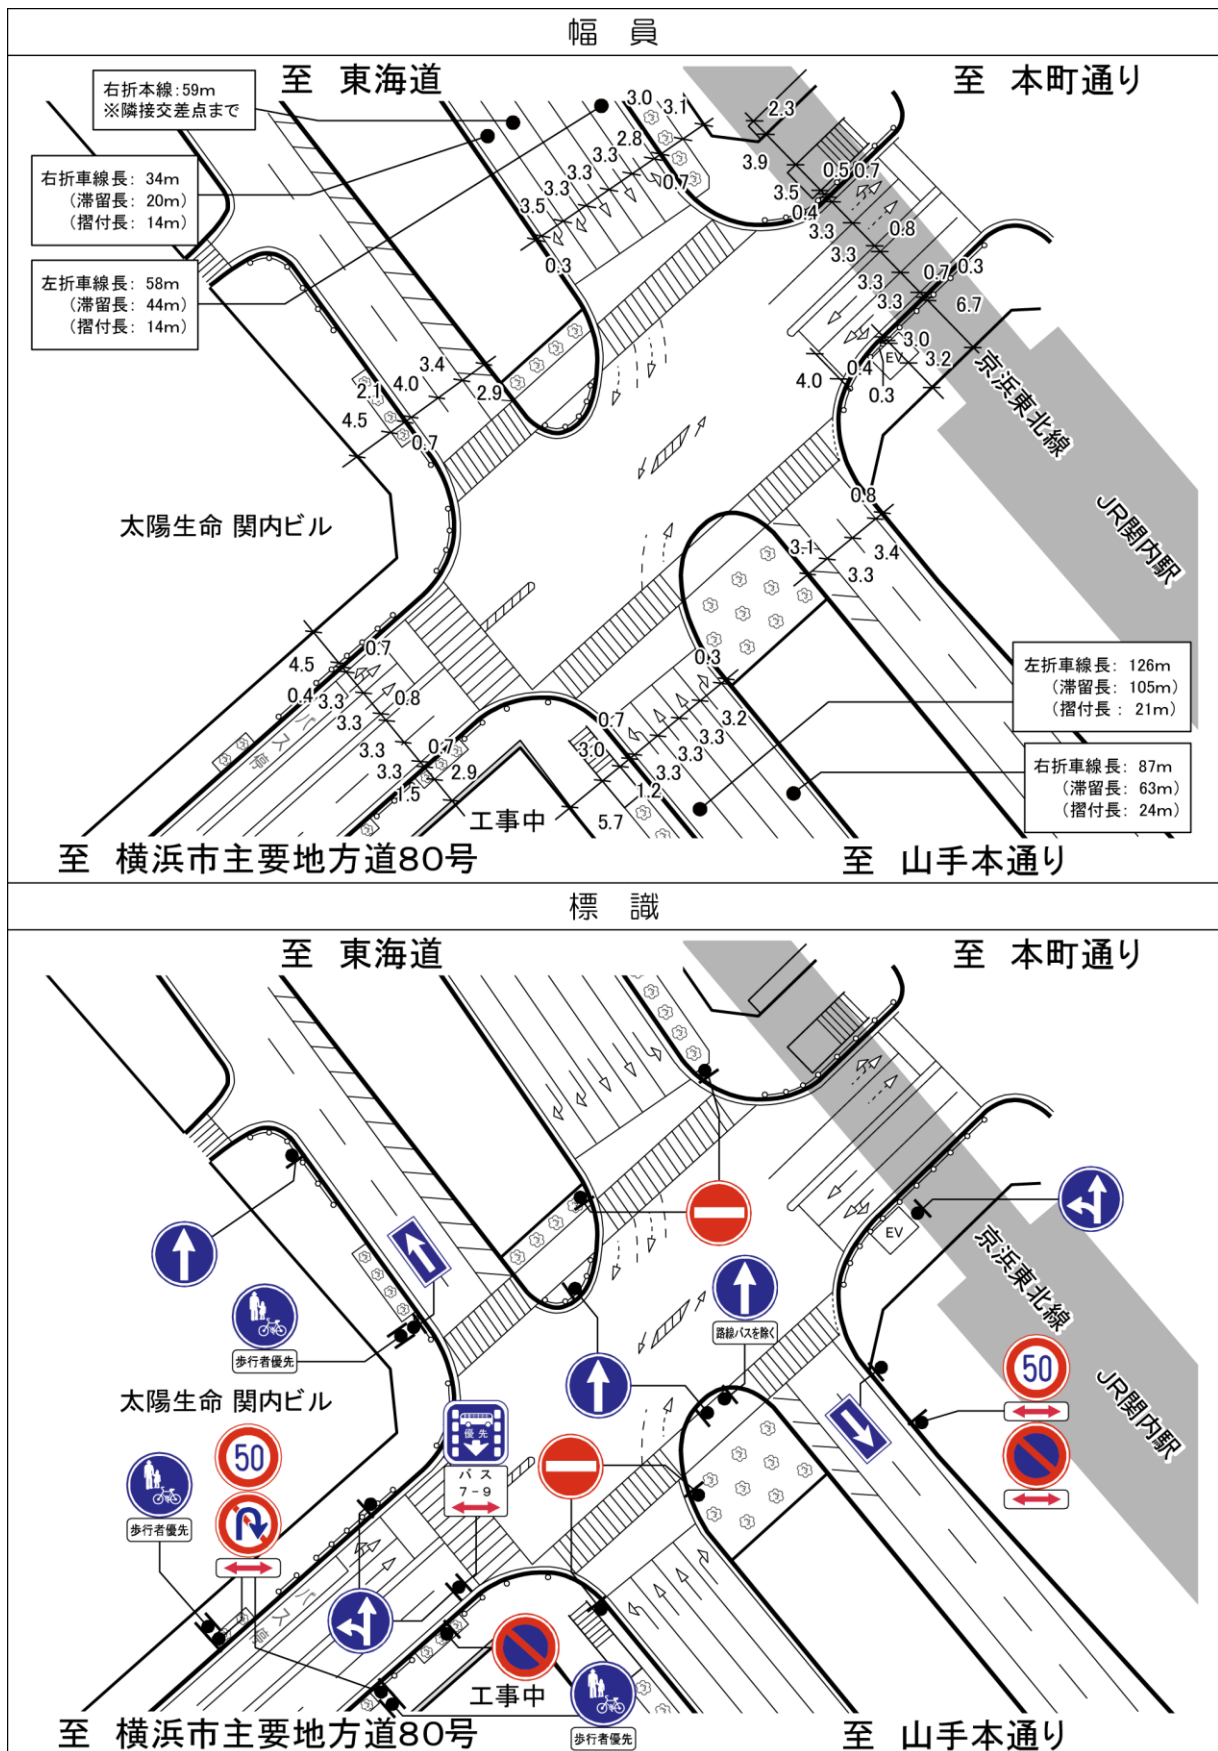 幅 員
至 東海道
至 本町通り
右折本線:59m
※隣接交差点まで
右折車線長: 34m
(滞留長: 20m)
(摺付長: 14m)
左折車線長: 58m
(滞留長: 44m)
(摺付長: 14m)
3.0
3.1
2.8
3.3
3.3
3.3
3.5
0.7
0.3
2.3
3.9
0.5
0.7
3.5
0.4
3.3
0.8
3.3
3.3
0.7
0.3
3.3
6.7
3.0
EV
3.2
0.4
4.0
0.3
3.4
4.0
2.9
2.1
4.5
0.7
京浜東北線
JR関内駅
太陽生命 関内ビル
0.8
3.1
3.4
3.3
0.7
4.5
0.4
3.3
0.8
3.3
3.3
0.7
3.3
2.9
1.5
バス停
0.3
0.7
3.2
3.0
3.3
3.3
3.3
1.2
5.7
工事中
左折車線長: 126m
(滞留長: 105m)
(摺付長: 21m)
右折車線長: 87m
(滞留長: 63m)
(摺付長: 24m)
至 横浜市主要地方道80号
至 山手本通り
標 識
至 東海道
至 本町通り
EV
京浜東北線
JR関内駅
路線バスを除く
歩行者優先
太陽生命 関内ビル
50
優先
バス
7-9
50
歩行者優先
バス停
工事中
歩行者優先
至 横浜市主要地方道80号
至 山手本通り